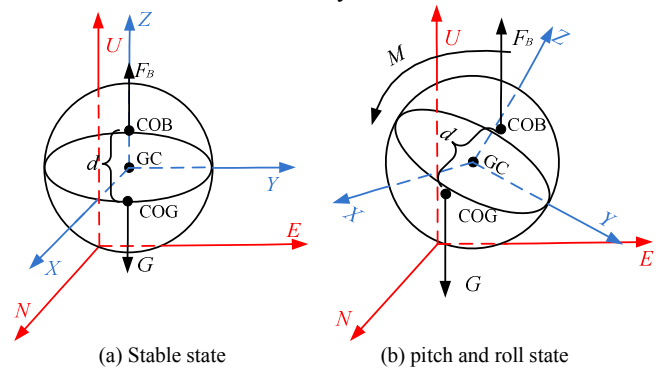 Z
U
F_B
COB
d
GC
Y
COG
E
X
G
N
(a) Stable state
U
F_B
Z
M
COB
d
GC
X
COG
Y
E
G
N
(b) pitch and roll state